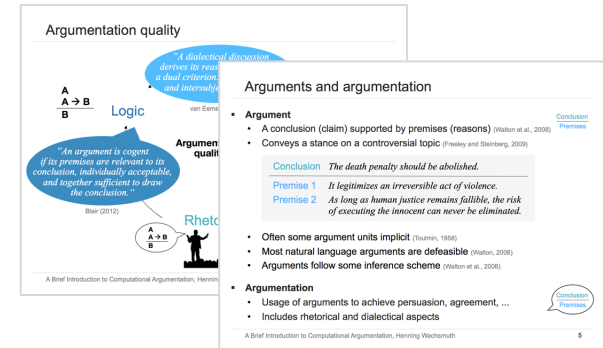 Argumentation quality
"A dialectical discussion
derives its reas
a dual criterion
and intersubje
van Eeme
A
A → B
B
Logic
"An argument is cogent
if its premises are relevant to its
conclusion, individually acceptable,
and together sufficient to draw
the conclusion."
Blair (2012)
Argumen
qualit
A
A → B
B
Rheto
A Brief Introduction to Computational Argumentation, Hennin
Arguments and argumentation
▪ Argument
• A conclusion (claim) supported by premises (reasons) (Walton et al., 2008)
• Conveys a stance on a controversial topic (Freeley and Steinberg, 2009)
Conclusion
Premises
Conclusion The death penalty should be abolished.
Premise 1 It legitimizes an irreversible act of violence.
Premise 2 As long as human justice remains fallible, the risk
of executing the innocent can never be eliminated.
• Often some argument units implicit (Toulmin, 1958)
• Most natural language arguments are defeasible (Walton, 2006)
• Arguments follow some inference scheme (Walton et al., 2008)
▪ Argumentation
• Usage of arguments to achieve persuasion, agreement, ...
• Includes rhetorical and dialectical aspects
Conclusion
Premises
A Brief Introduction to Computational Argumentation, Henning Wachsmuth
5